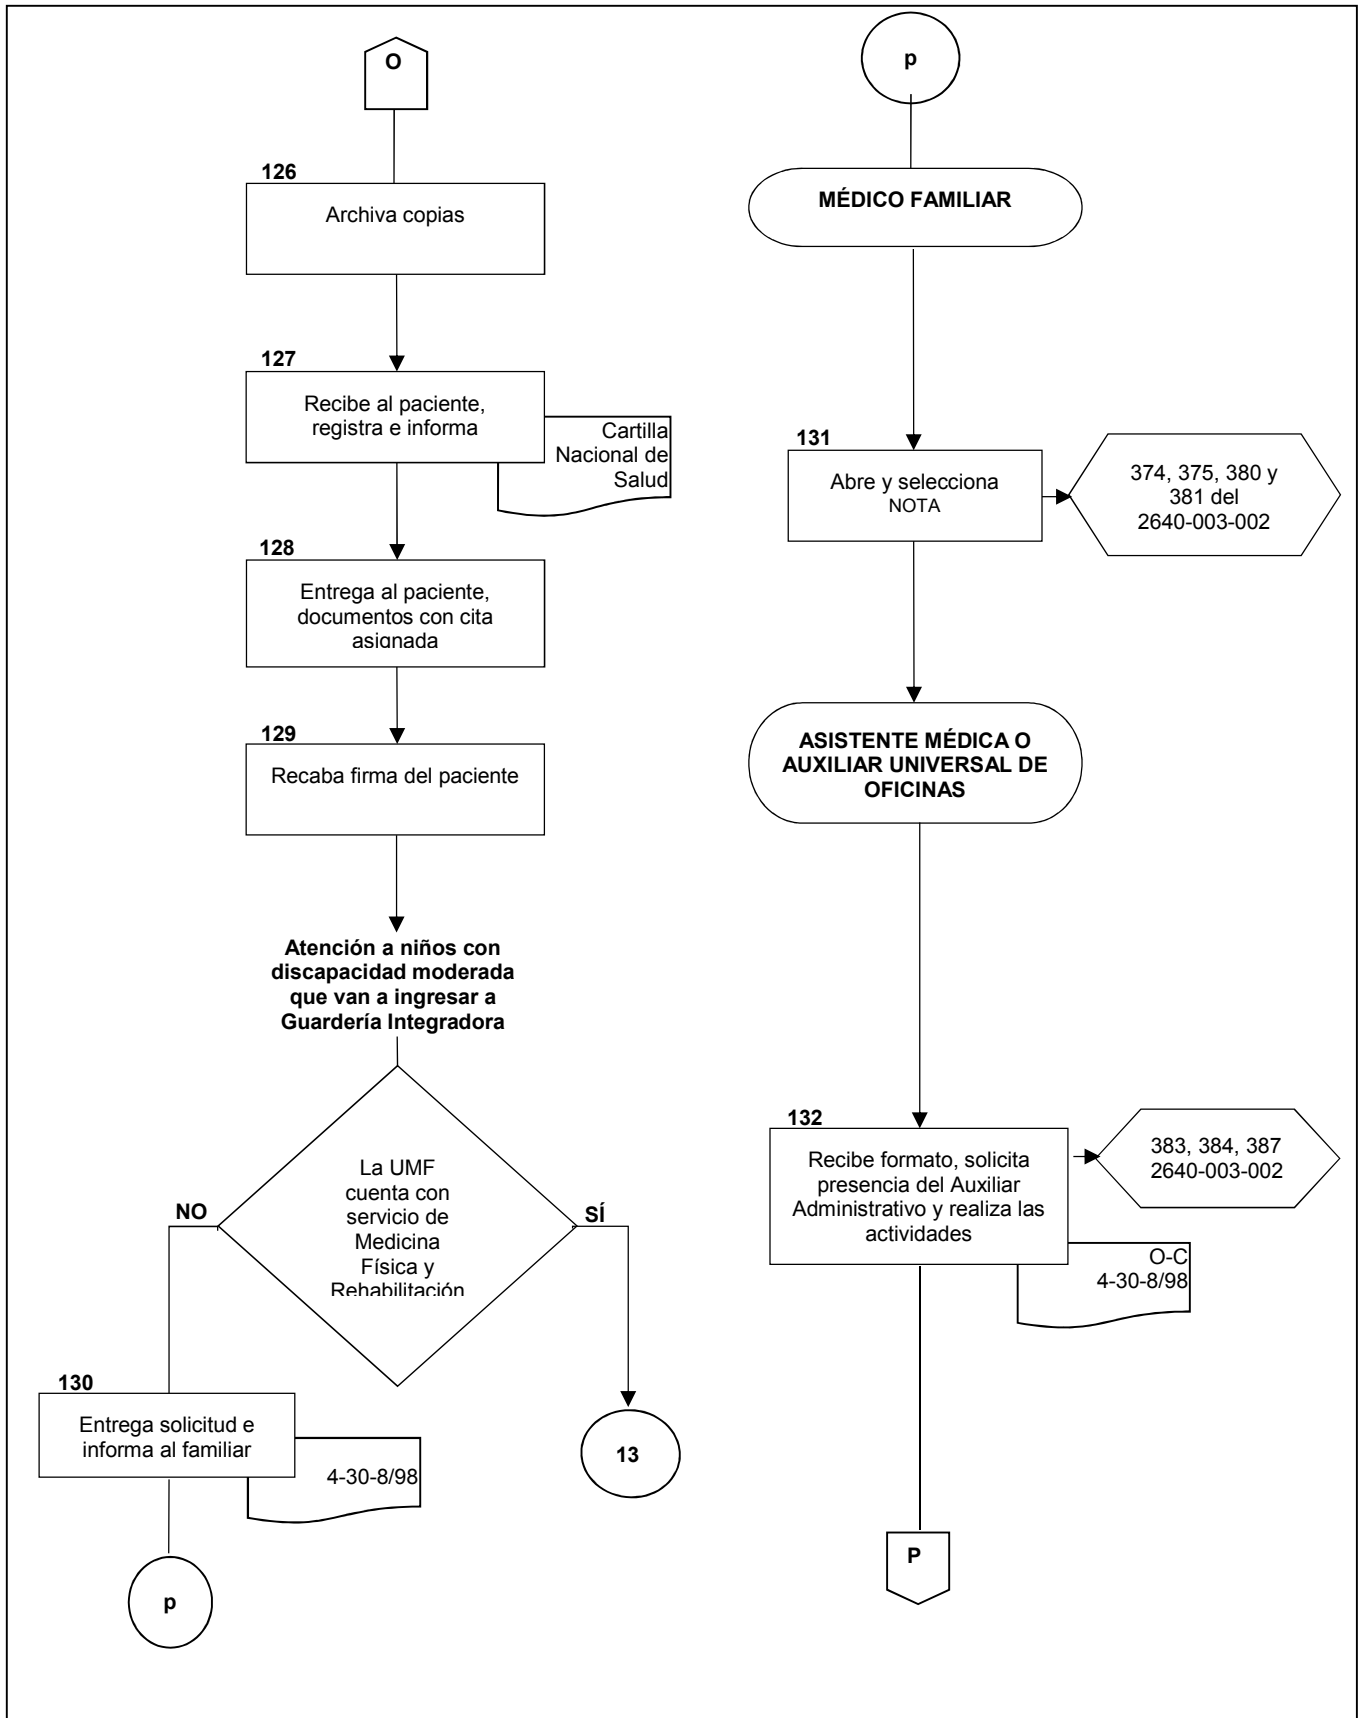 O
126
Archiva copias
127
Recibe al paciente,
registra e informa
Cartilla
Nacional de
Salud
128
Entrega al paciente,
documentos con cita
asignada
129
Recaba firma del paciente
Atención a niños con
discapacidad moderada
que van a ingresar a
Guardería Integradora
La UMF
cuenta con
servicio de
Medicina
Física y
Rehabilitación
NO
SÍ
130
Entrega solicitud e
informa al familiar
4-30-8/98
13
p
p
MÉDICO FAMILIAR
131
Abre y selecciona
NOTA
374, 375, 380 y
381 del
2640-003-002
ASISTENTE MÉDICA O
AUXILIAR UNIVERSAL DE
OFICINAS
132
Recibe formato, solicita
presencia del Auxiliar
Administrativo y realiza las
actividades
383, 384, 387
2640-003-002
O-C
4-30-8/98
P